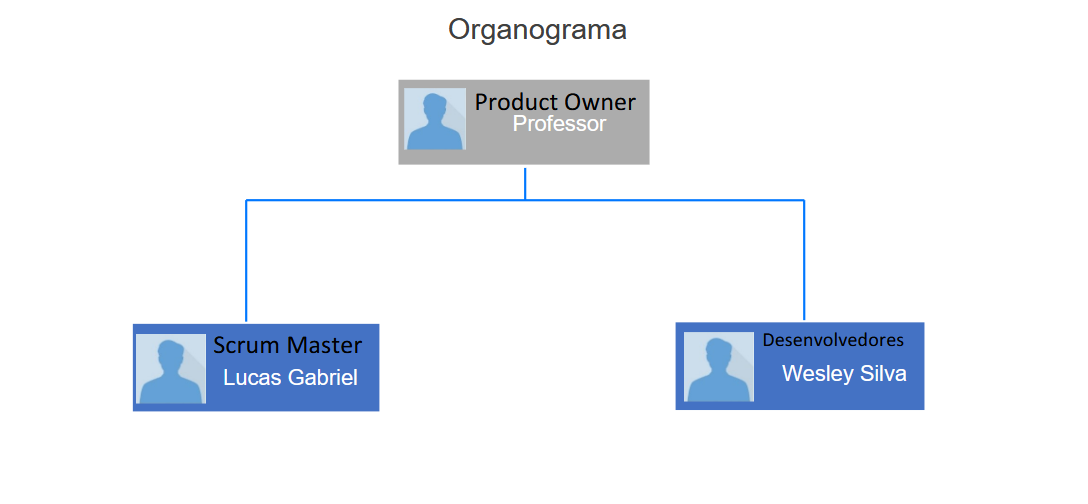 Organograma
Product Owner
Professor
Scrum Master
Lucas Gabriel
Desenvolvedores
Wesley Silva